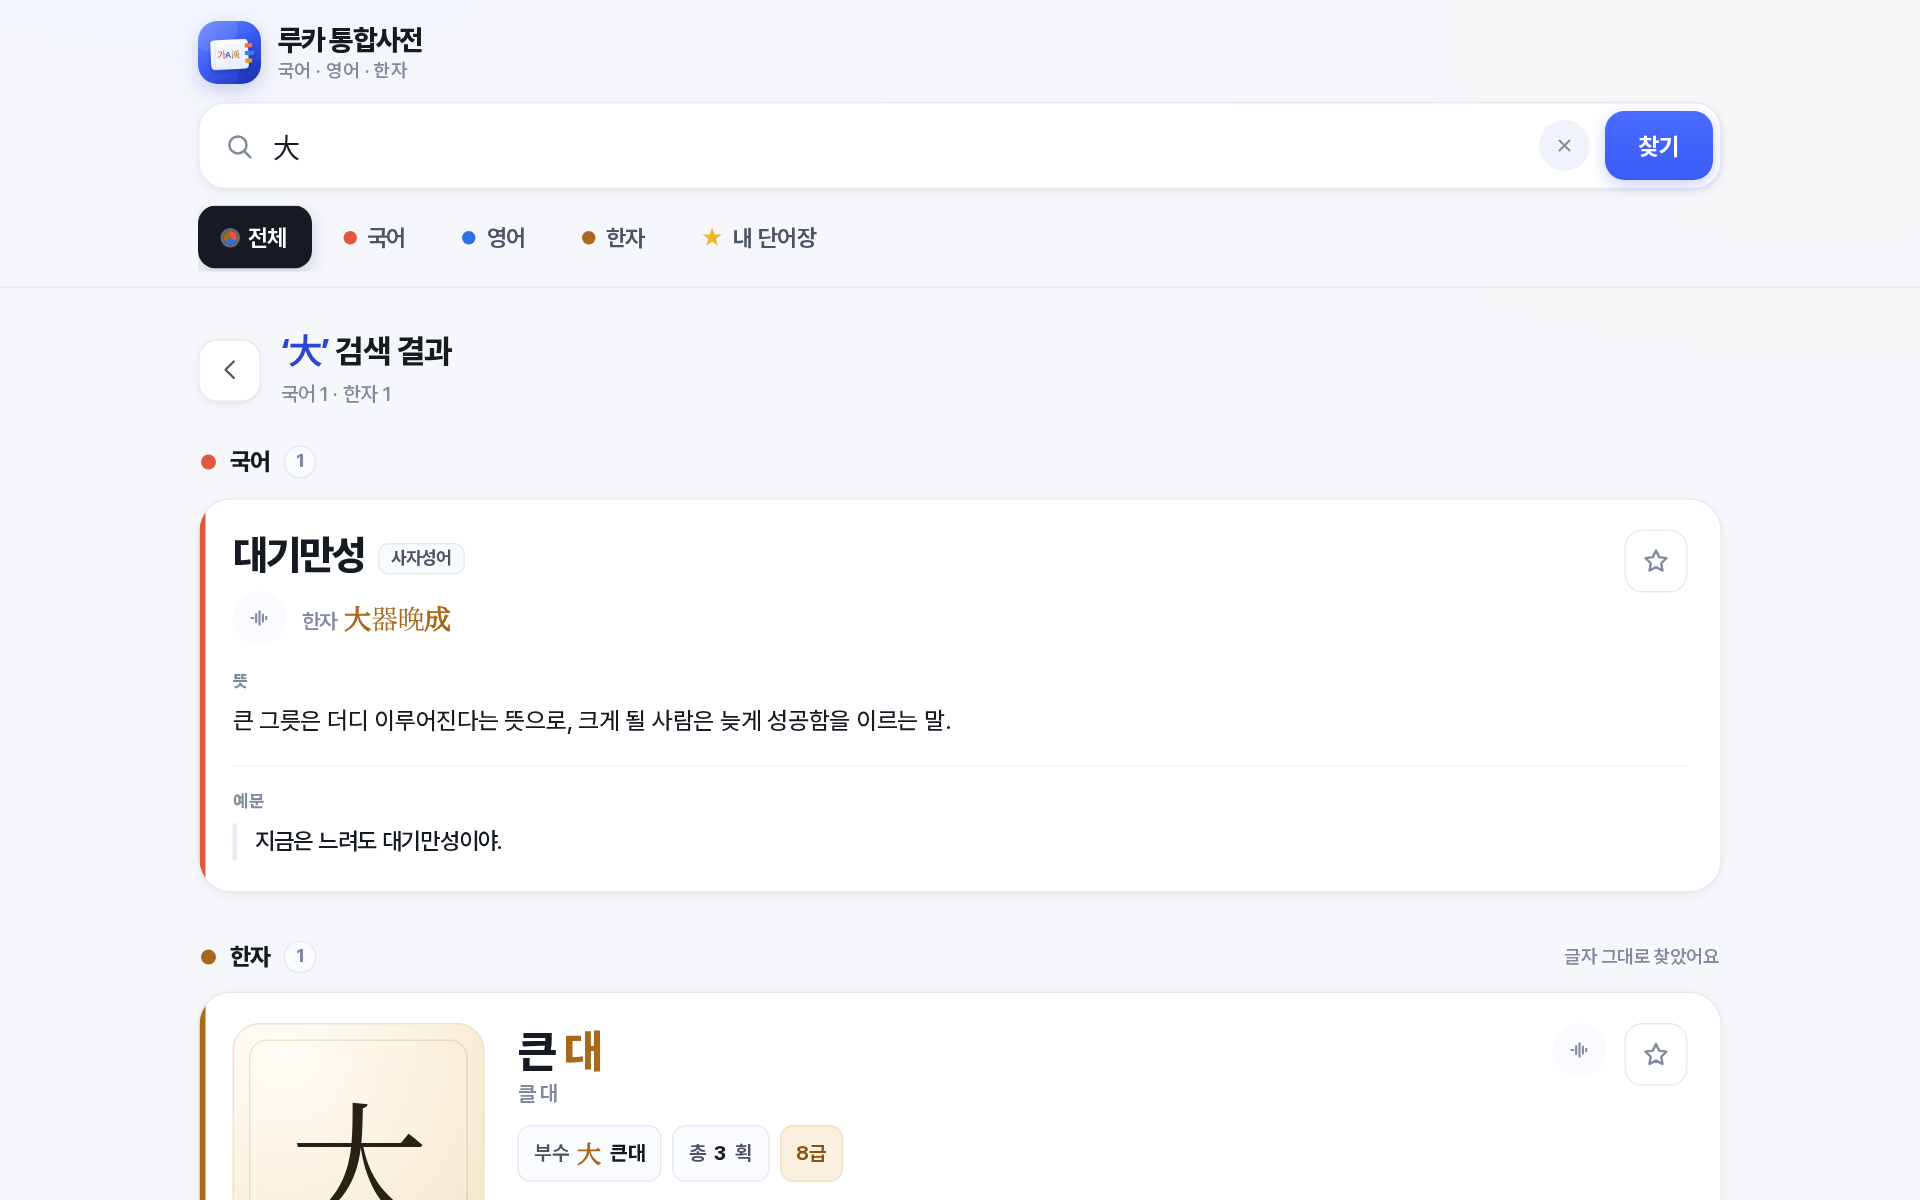 가A漢
루카 통합사전
국어 · 영어 · 한자
大
찾기
전체 국어 영어 한자 내 단어장
‘大’ 검색 결과
국어 1 · 한자 1
국어 1
대기만성 사자성어
한자 大器晚成
뜻
큰 그릇은 더디 이루어진다는 뜻으로, 크게 될 사람은 늦게 성공함을 이르는 말.
예문
지금은 느려도 대기만성이야.
한자 1 글자 그대로 찾았어요
大
큰 대
클 대
부수 大 큰대 총 3 획 8급